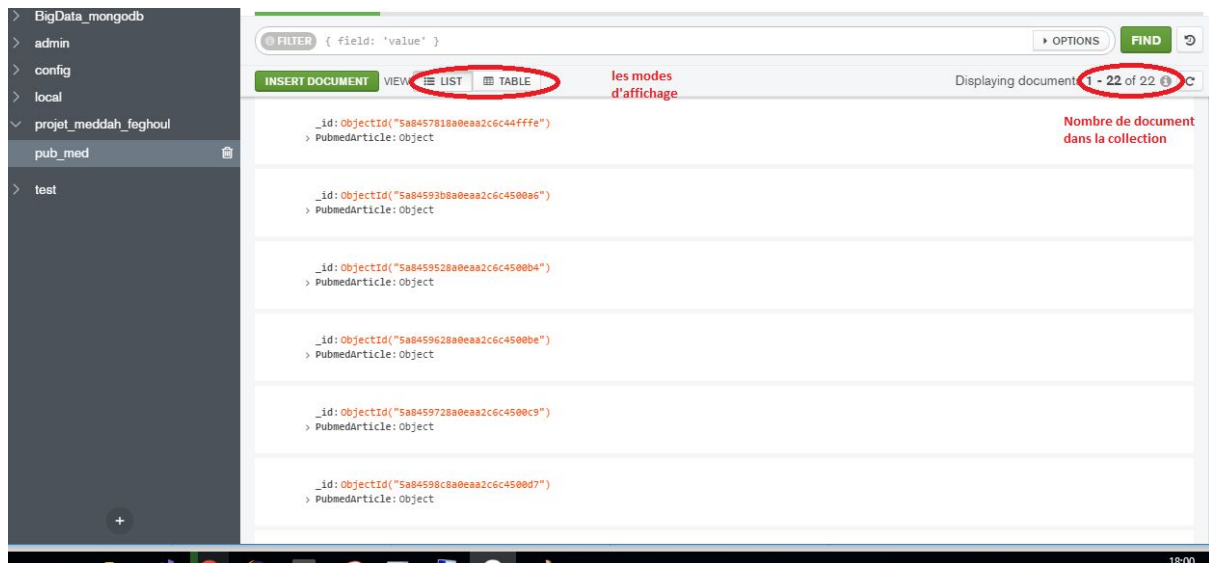 BigData_mongodb
admin
config
local
projet_meddah_feghoul
pub_med
test
FILTER { field: 'value' }
OPTIONS
FIND
INSERT DOCUMENT VIEW LIST TABLE
les modes
d'affichage
Displaying documents 1 - 22 of 22
Nombre de document
dans la collection
_id: ObjectId("5a8457818a0eaa2c6c44fffe")
PubmedArticle: Object
_id: ObjectId("5a84593b8a0eaa2c6c4500a6")
PubmedArticle: Object
_id: ObjectId("5a8459528a0eaa2c6c4500b4")
PubmedArticle: Object
_id: ObjectId("5a8459628a0eaa2c6c4500be")
PubmedArticle: Object
_id: ObjectId("5a8459728a0eaa2c6c4500c9")
PubmedArticle: Object
_id: ObjectId("5a84598c8a0eaa2c6c4500d7")
PubmedArticle: Object
18:00